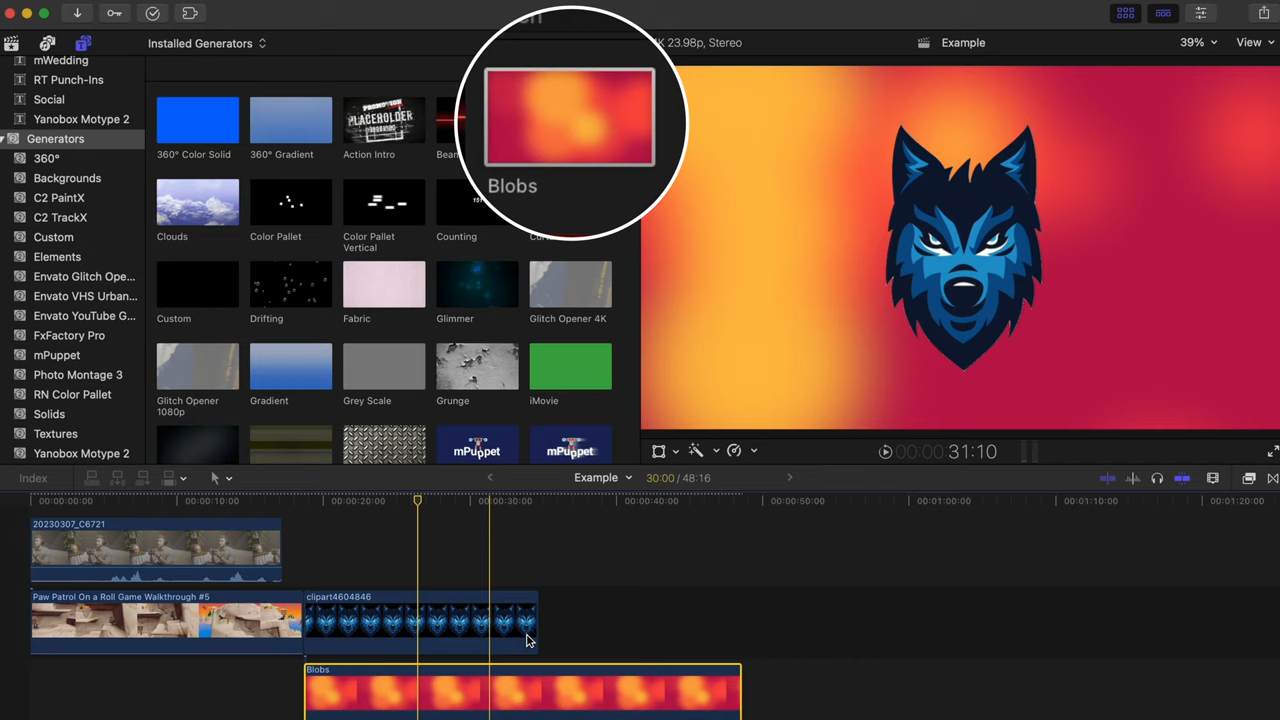 Installed Generators
K 23.98p, Stereo
Example
39%
View
mWedding
RT Punch-Ins
Social
Yanobox Motype 2
Generators
360°
Backgrounds
C2 PaintX
C2 TrackX
Custom
Elements
Envato Glitch Ope...
Envato VHS Urban...
Envato YouTube G...
FxFactory Pro
mPuppet
Photo Montage 3
RN Color Pallet
Solids
Textures
Yanobox Motype 2
360° Color Solid
360° Gradient
PROMOTION
PLACEHOLDER
Action Intro
Blobs
Clouds
Color Pallet
Color Pallet
Vertical
Counting
Custom
Drifting
Fabric
Glimmer
Glitch Opener 4K
Glitch Opener
1080p
Gradient
Grey Scale
Grunge
iMovie
mPuppet
mPuppet
00:00:31:10
Index
Example
30:00 / 48:16
00:00:00:00
00:00:10:00
00:00:20:00
00:00:30:00
00:00:40:00
00:00:50:00
00:01:00:00
00:01:10:00
00:01:20:00
20230307_C6721
Paw Patrol On a Roll Game Walkthrough #5
clipart4604846
Blobs